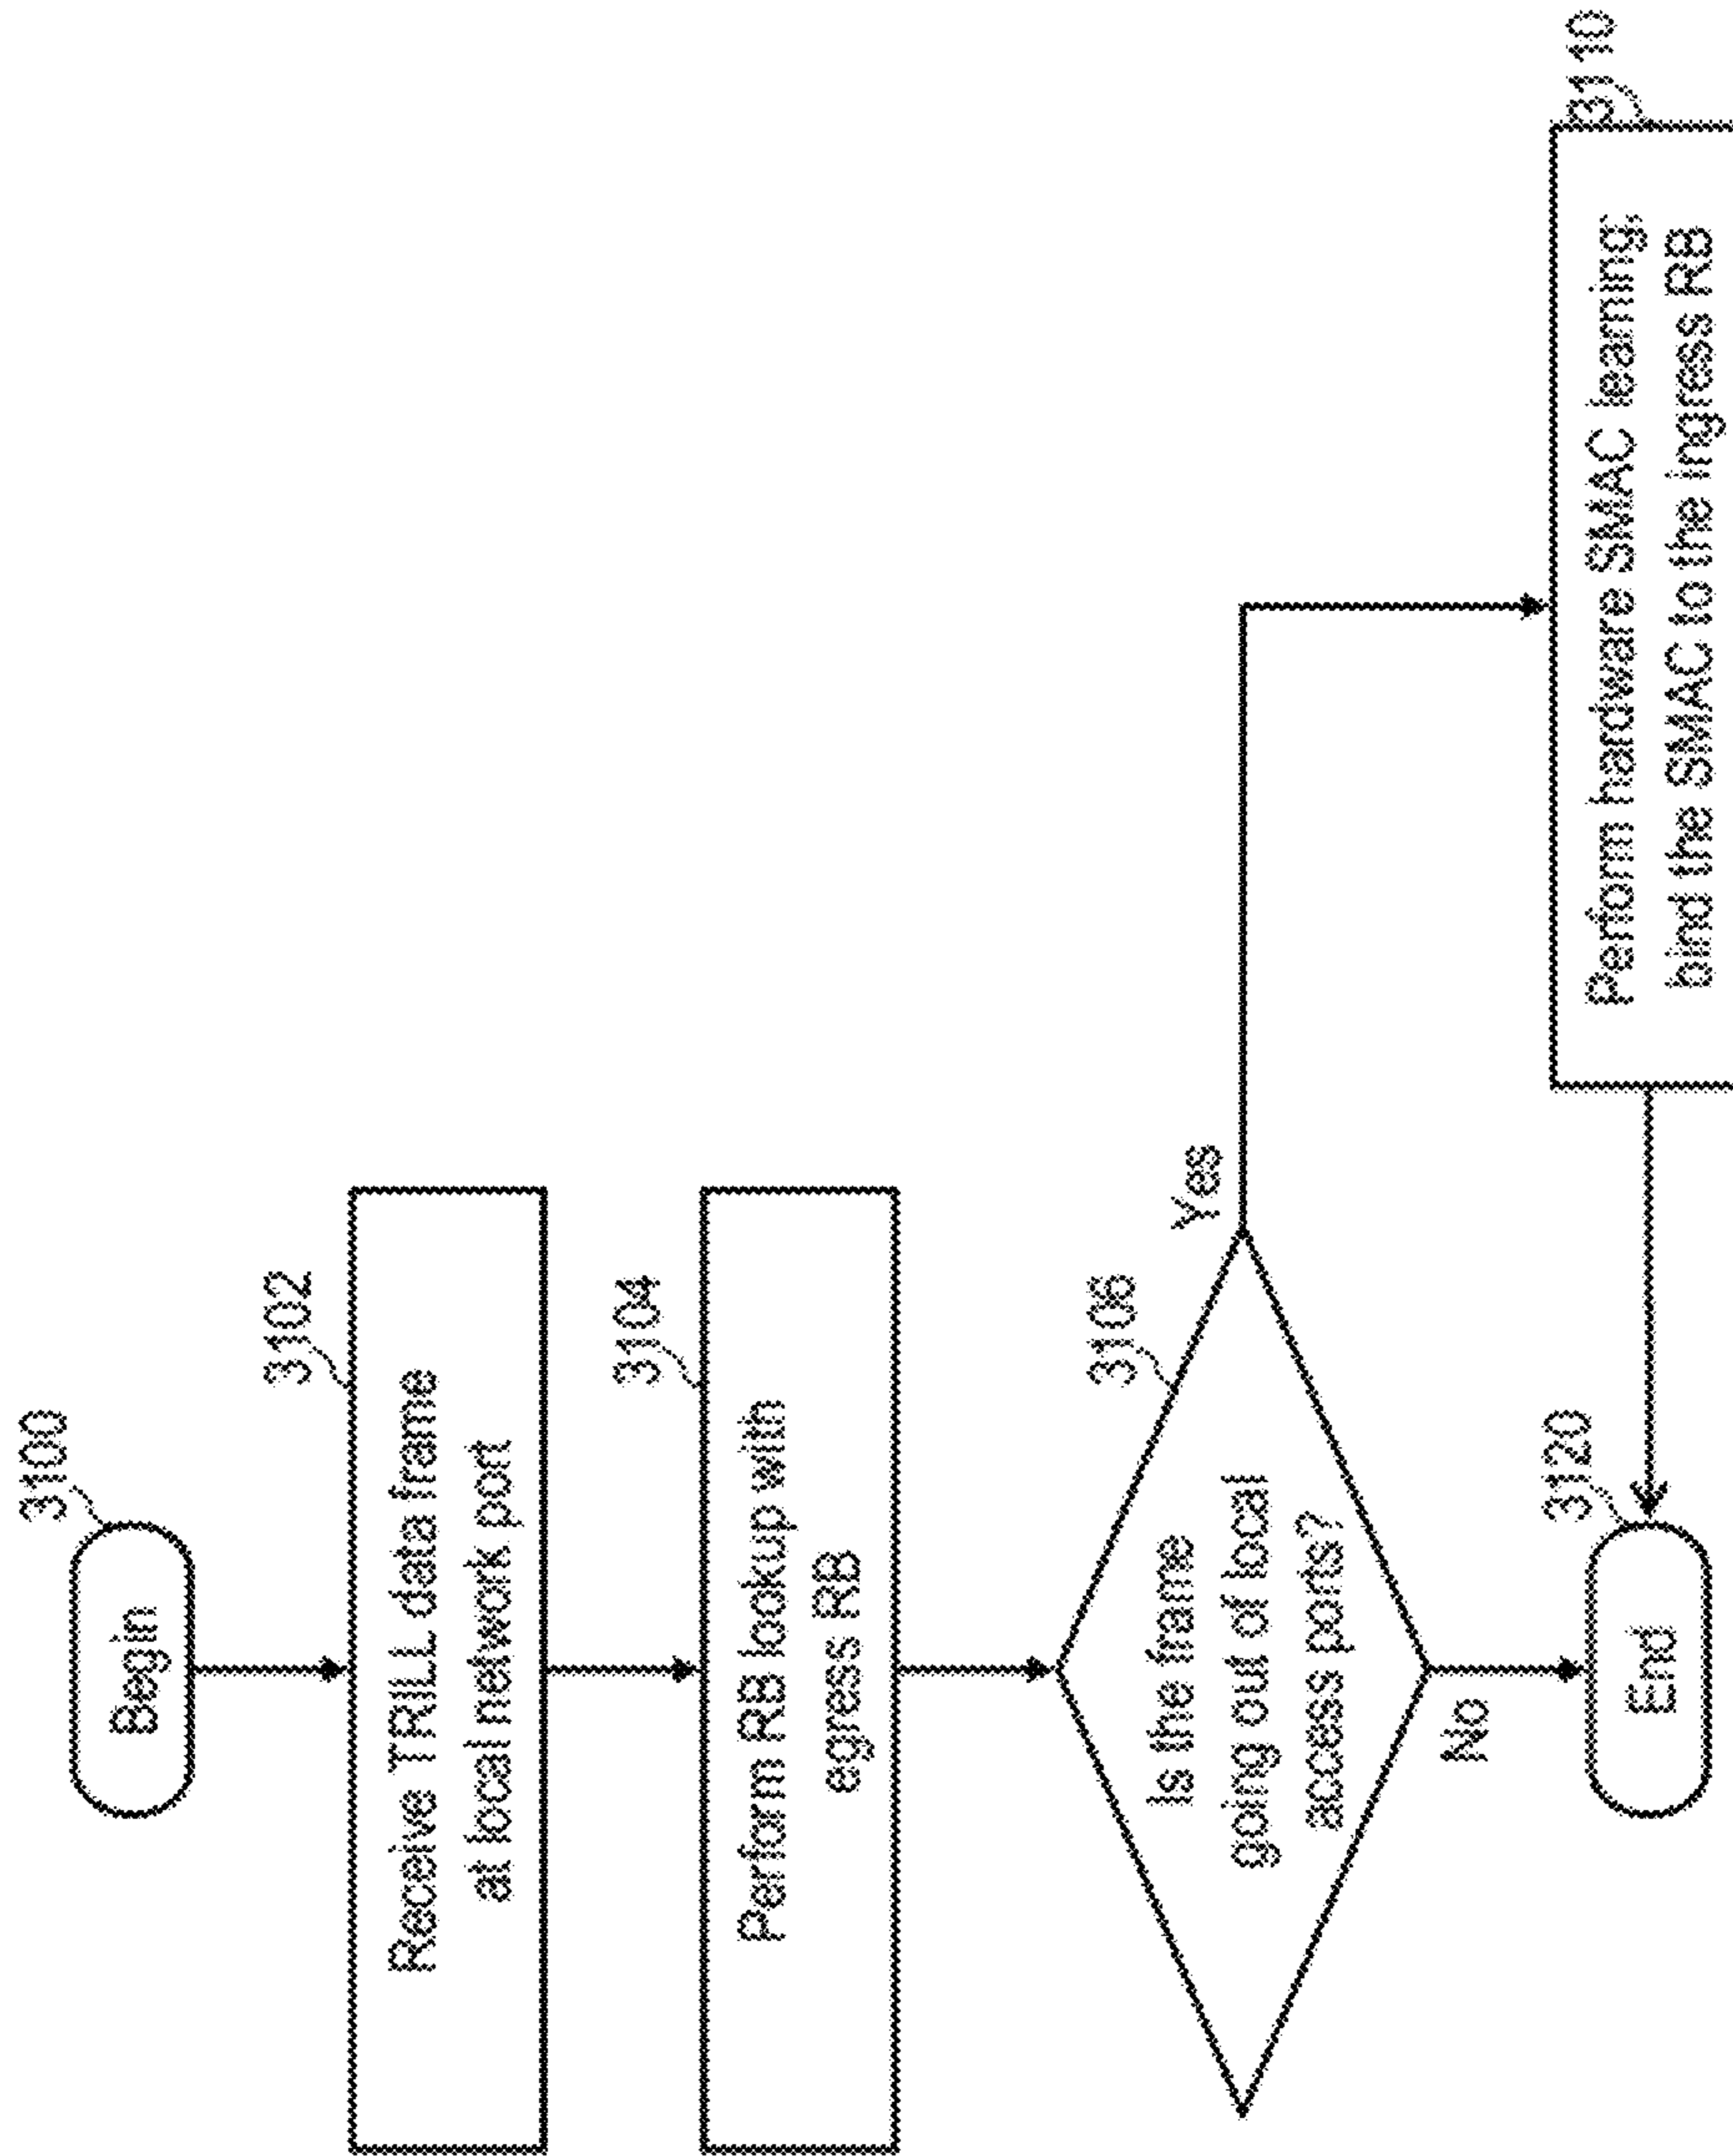 3100
Begin
3102
Receive TRILL data frame
at local network port
3104
Perform RB lookup with
egress RB
3106
Is the frame
going out of local
access ports?
Yes
No
3110
Perform hardware SMAC learning;
bind the SMAC to the ingress RB
3120
End